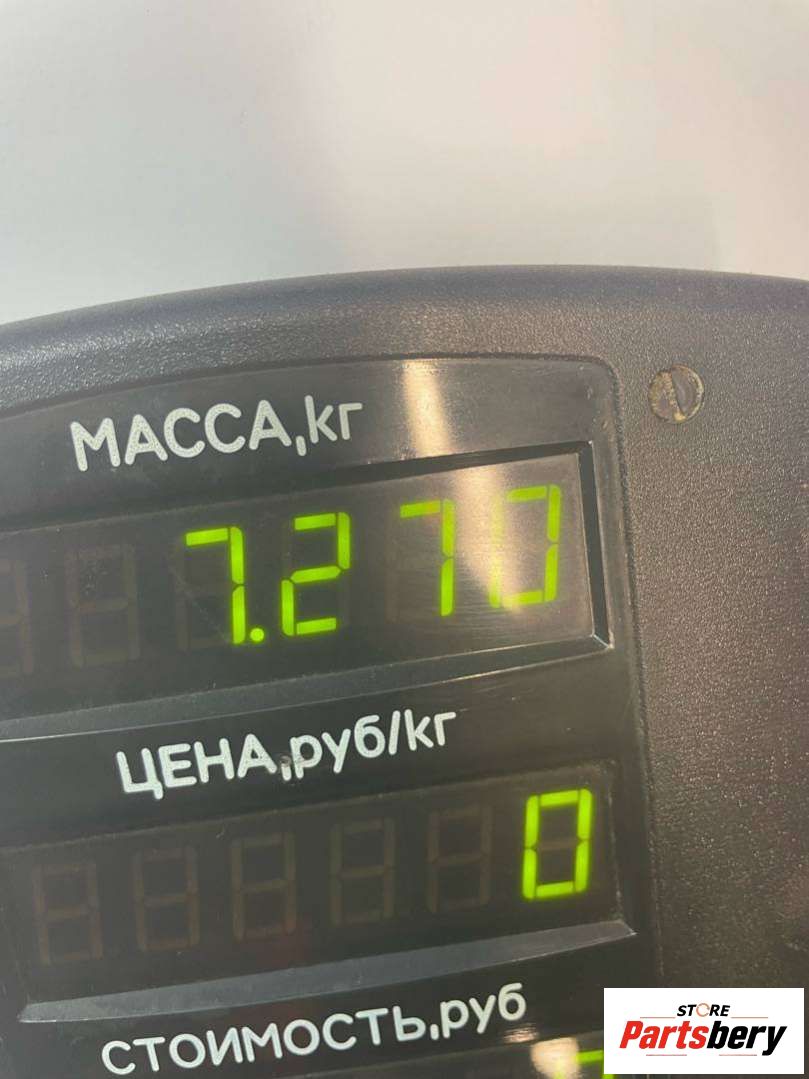 МАССА,кг
7.270
ЦЕНА,руб/кг
0
СТОИМОСТЬ,руб
STORE
Partsbery